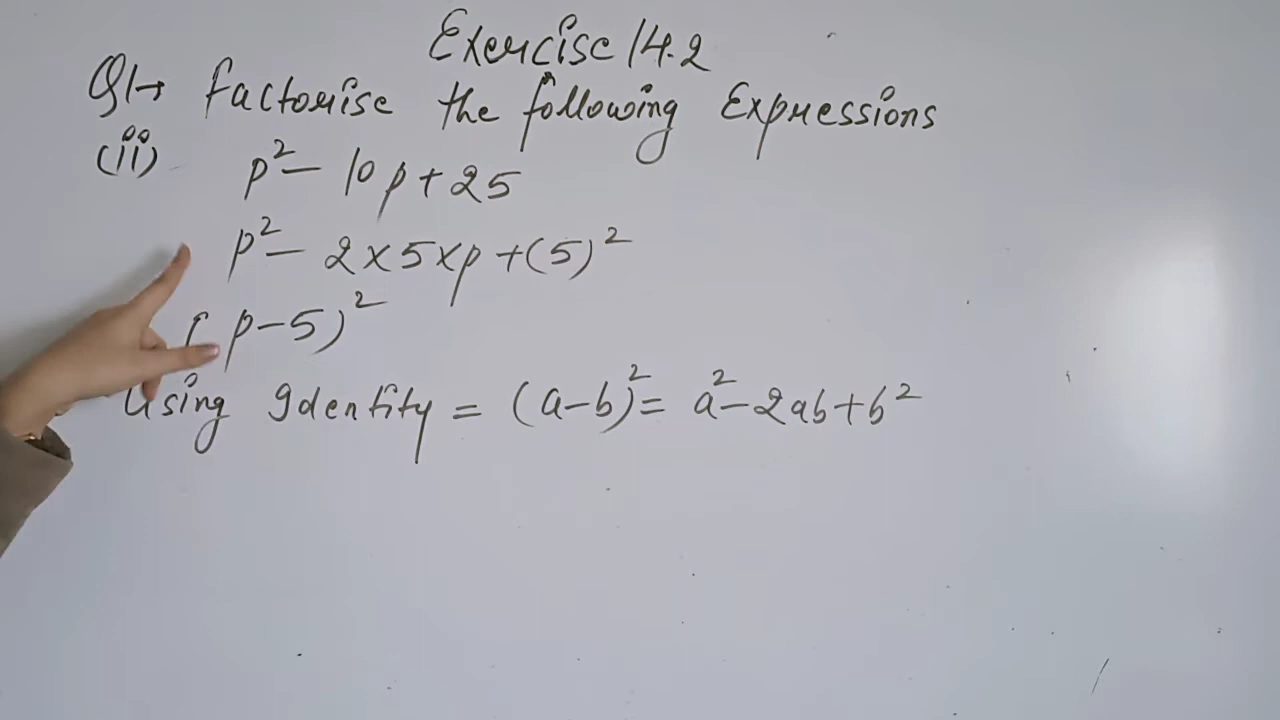 Exercise 14.2
Q1→ factorise the following Expressions
(ii) p² - 10p + 25
p² - 2 × 5 × p + (5)²
(p - 5)²
Using Identity = (a - b)² = a² - 2ab + b²